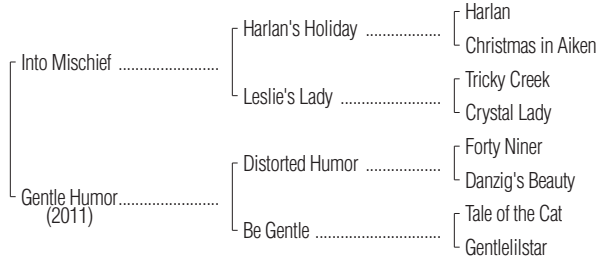 Harlan
Harlan's Holiday ..................
Christmas in Aiken
Into Mischief ........................
Tricky Creek
Leslie's Lady ........................
Crystal Lady
Forty Niner
Distorted Humor ..................
Danzig's Beauty
Gentle Humor........................
(2011)
Tale of the Cat
Be Gentle ..............................
Gentlelilstar